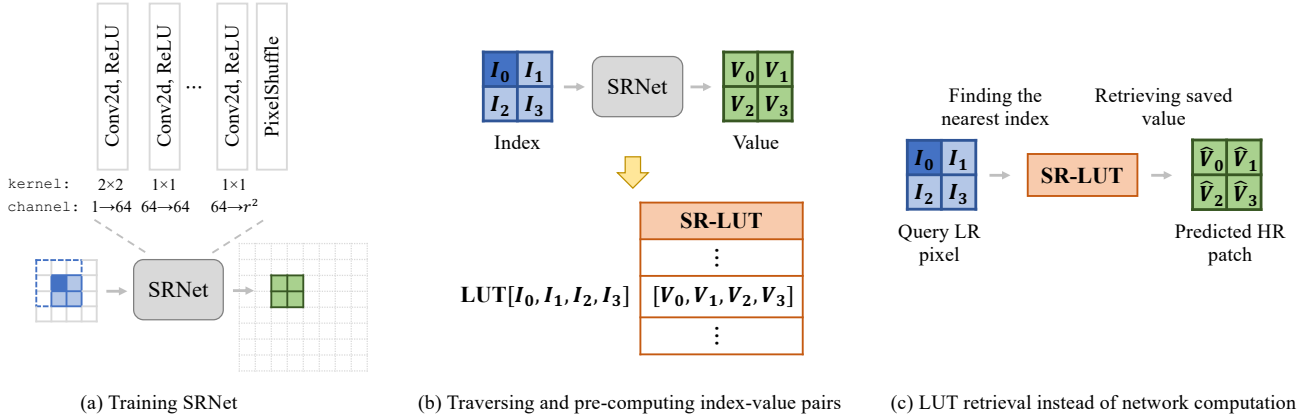 Conv2d, ReLU
Conv2d, ReLU
...
Conv2d, ReLU
PixelShuffle
kernel: 2×2 1×1 1×1
channel: 1→64 64→64 64→r²
SRNet
(a) Training SRNet
I₀ I₁
I₂ I₃
Index
SRNet
V₀ V₁
V₂ V₃
Value
SR-LUT
⋮
LUT[I₀, I₁, I₂, I₃] [V₀, V₁, V₂, V₃]
⋮
(b) Traversing and pre-computing index-value pairs
Finding the
nearest index
Retrieving saved
value
I₀ I₁
I₂ I₃
Query LR
pixel
SR-LUT
V̂₀ V̂₁
V̂₂ V̂₃
Predicted HR
patch
(c) LUT retrieval instead of network computation